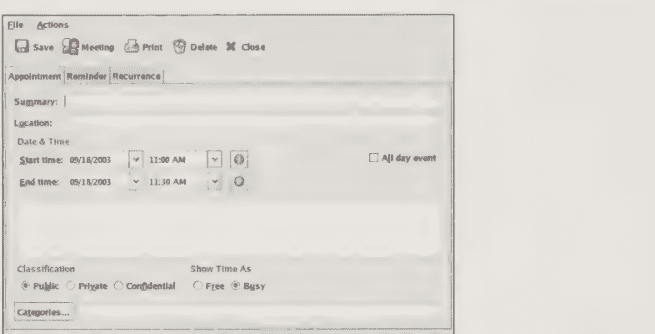 File Actions
Save Meeting Print Delete Close
Appointment Reminder Recurrence
Summary:
Location:
Date & Time
Start time: 09/18/2003 11:00 AM All day event
End time: 09/18/2003 11:30 AM
Classification Show Time As
Public Private Confidential Free Busy
Categories...